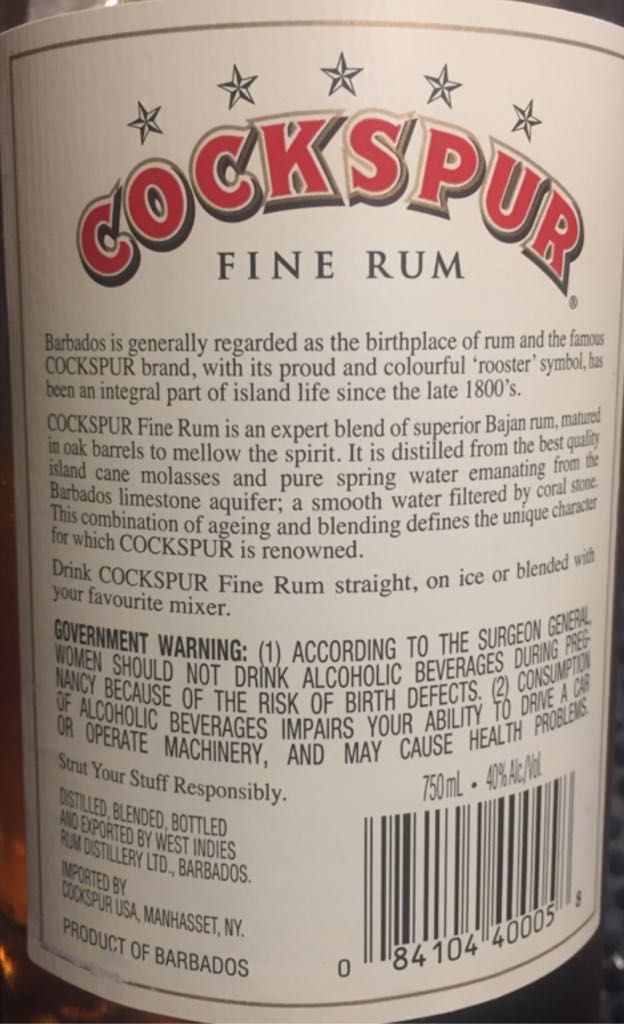 COCKSPUR
FINE RUM
®
Barbados is generally regarded as the birthplace of rum and the famous
COCKSPUR brand, with its proud and colourful ‘rooster’ symbol, has
been an integral part of island life since the late 1800’s.
COCKSPUR Fine Rum is an expert blend of superior Bajan rum, matured
in oak barrels to mellow the spirit. It is distilled from the best quality
island cane molasses and pure spring water emanating from the
Barbados limestone aquifer; a smooth water filtered by coral stone.
This combination of ageing and blending defines the unique character
for which COCKSPUR is renowned.
Drink COCKSPUR Fine Rum straight, on ice or blended with
your favourite mixer.
GOVERNMENT WARNING: (1) ACCORDING TO THE SURGEON GENERAL,
WOMEN SHOULD NOT DRINK ALCOHOLIC BEVERAGES DURING PREG-
NANCY BECAUSE OF THE RISK OF BIRTH DEFECTS. (2) CONSUMPTION
OF ALCOHOLIC BEVERAGES IMPAIRS YOUR ABILITY TO DRIVE A CAR
OR OPERATE MACHINERY, AND MAY CAUSE HEALTH PROBLEMS.
Strut Your Stuff Responsibly.
750mL • 40% Alc/Vol.
DISTILLED, BLENDED, BOTTLED
AND EXPORTED BY WEST INDIES
RUM DISTILLERY LTD., BARBADOS.
IMPORTED BY
COCKSPUR USA, MANHASSET, NY.
PRODUCT OF BARBADOS
0 84104 40005 8